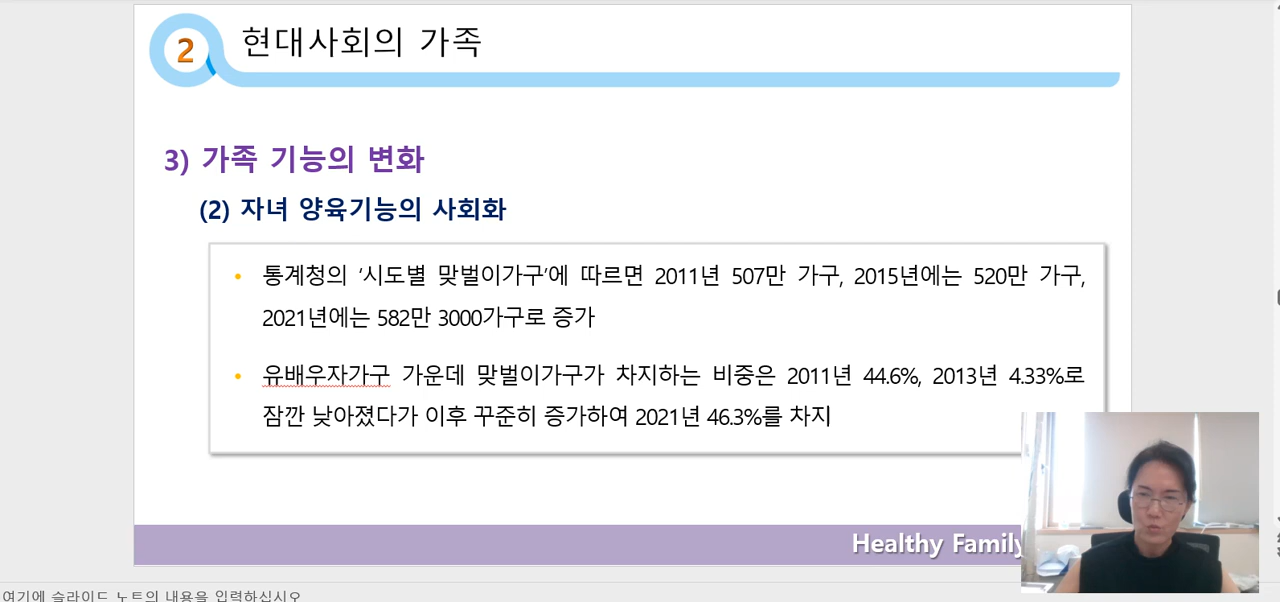 2
현대사회의 가족
3) 가족 기능의 변화
(2) 자녀 양육기능의 사회화
• 통계청의 ‘시도별 맞벌이가구’에 따르면 2011년 507만 가구, 2015년에는 520만 가구,
2021년에는 582만 3000가구로 증가
• 유배우자가구 가운데 맞벌이가구가 차지하는 비중은 2011년 44.6%, 2013년 4.33%로
잠깐 낮아졌다가 이후 꾸준히 증가하여 2021년 46.3%를 차지
Healthy Family
여기에 슬라이드 노트의 내용을 입력하십시오